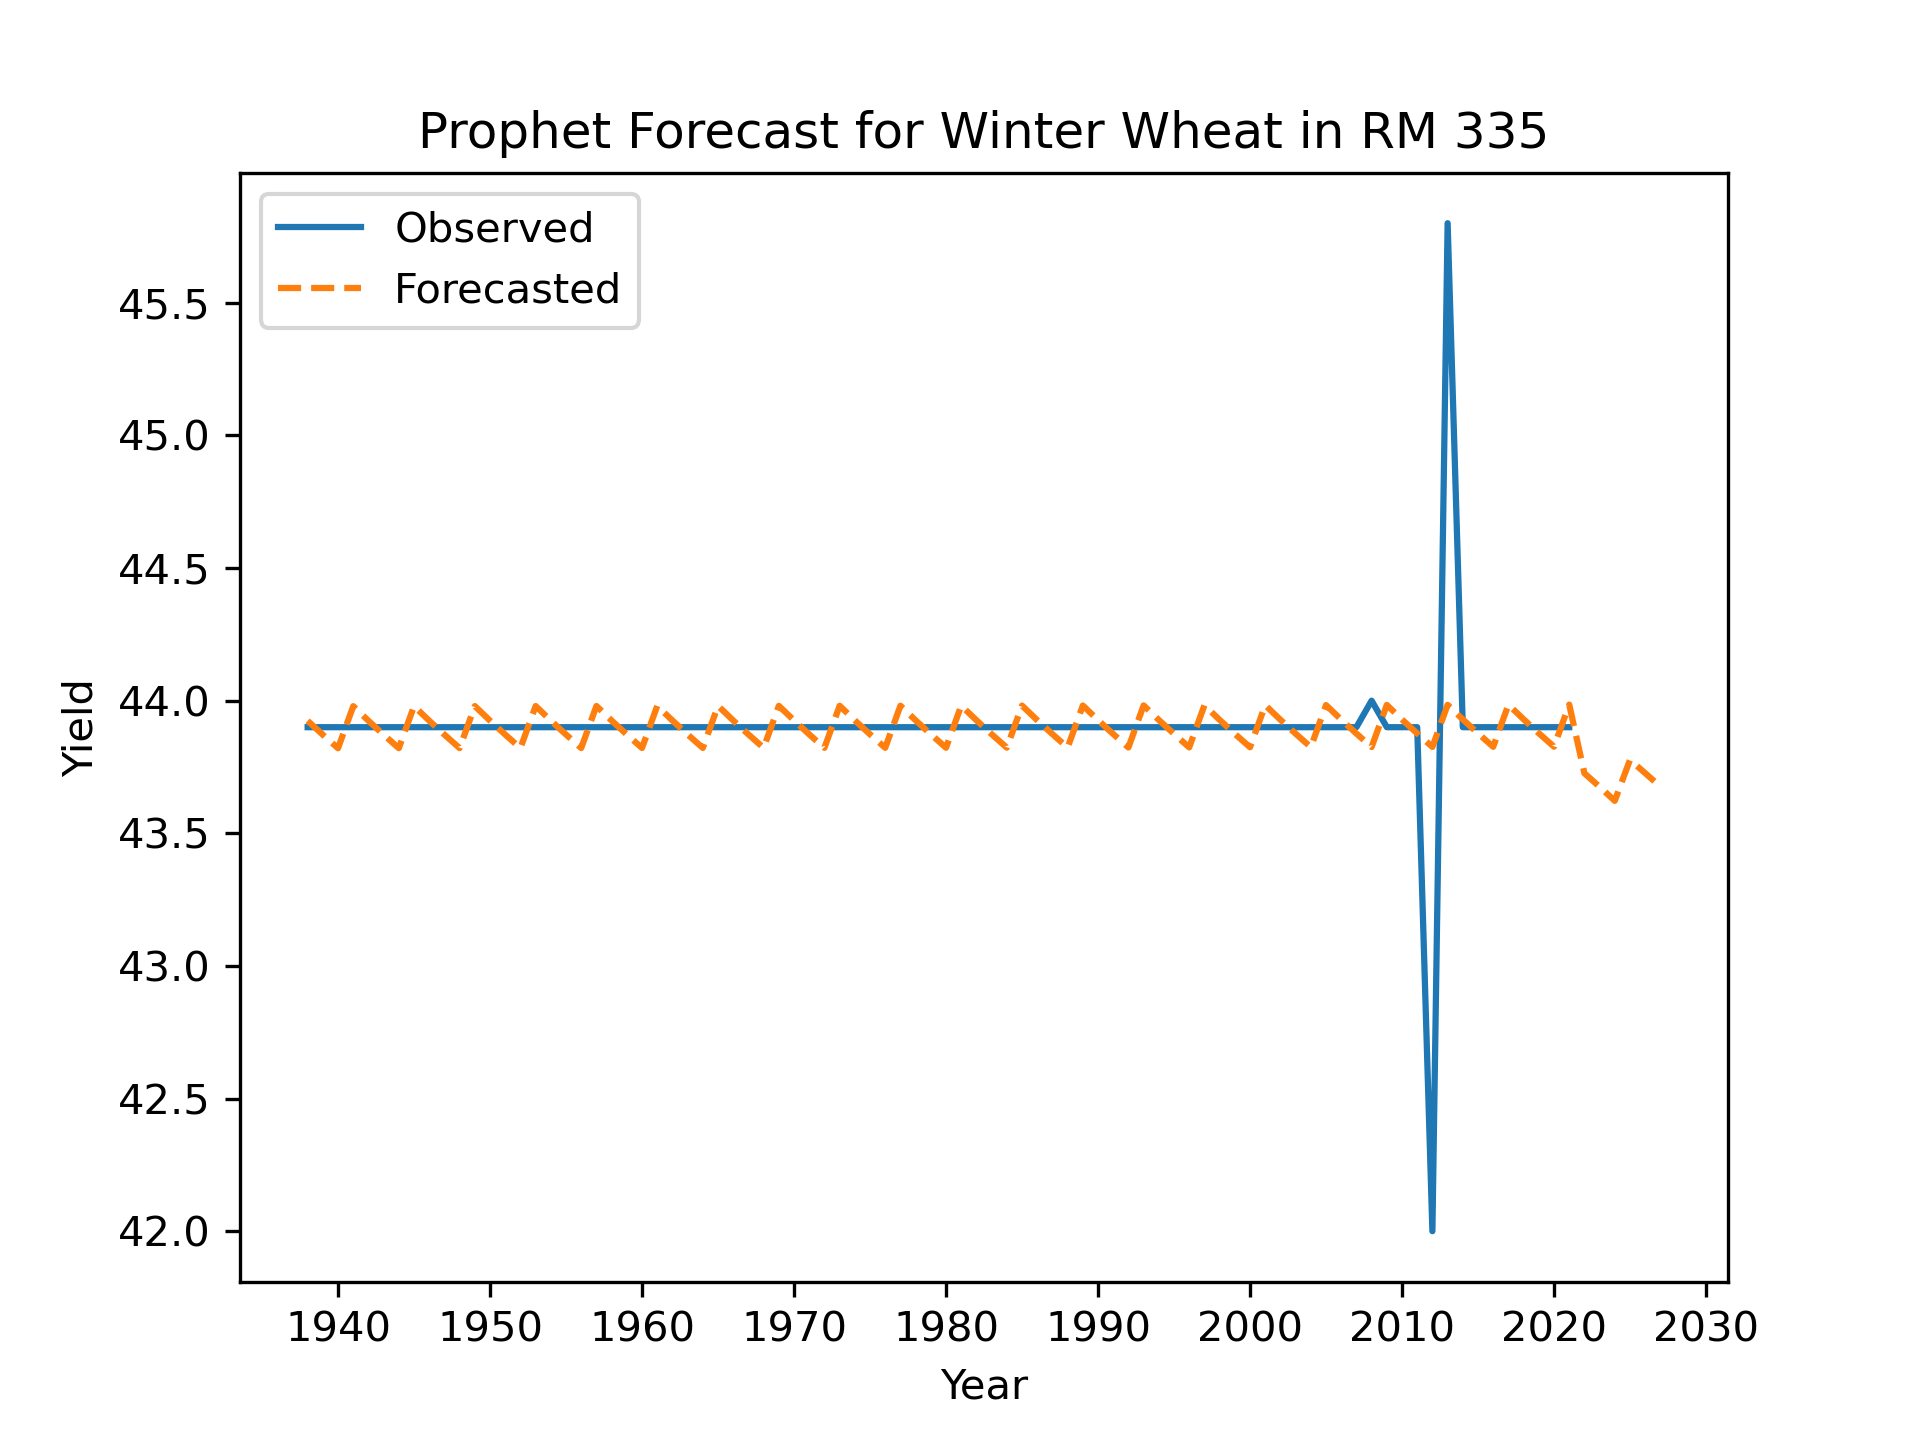 Prophet Forecast for Winter Wheat in RM 335
Observed
Forecasted
45.5
45.0
44.5
44.0
43.5
43.0
42.5
42.0
Yield
1940 1950 1960 1970 1980 1990 2000 2010 2020 2030
Year